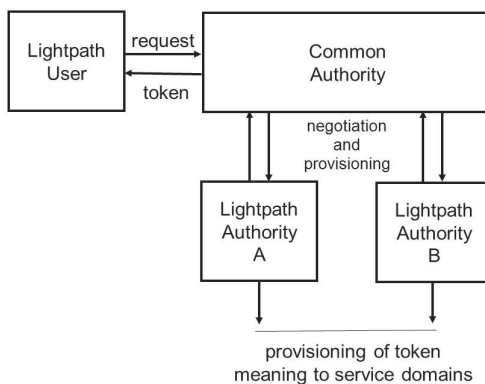 Lightpath
User
request
token
Common
Authority
negotiation
and
provisioning
Lightpath
Authority
A
Lightpath
Authority
B
provisioning of token
meaning to service domains